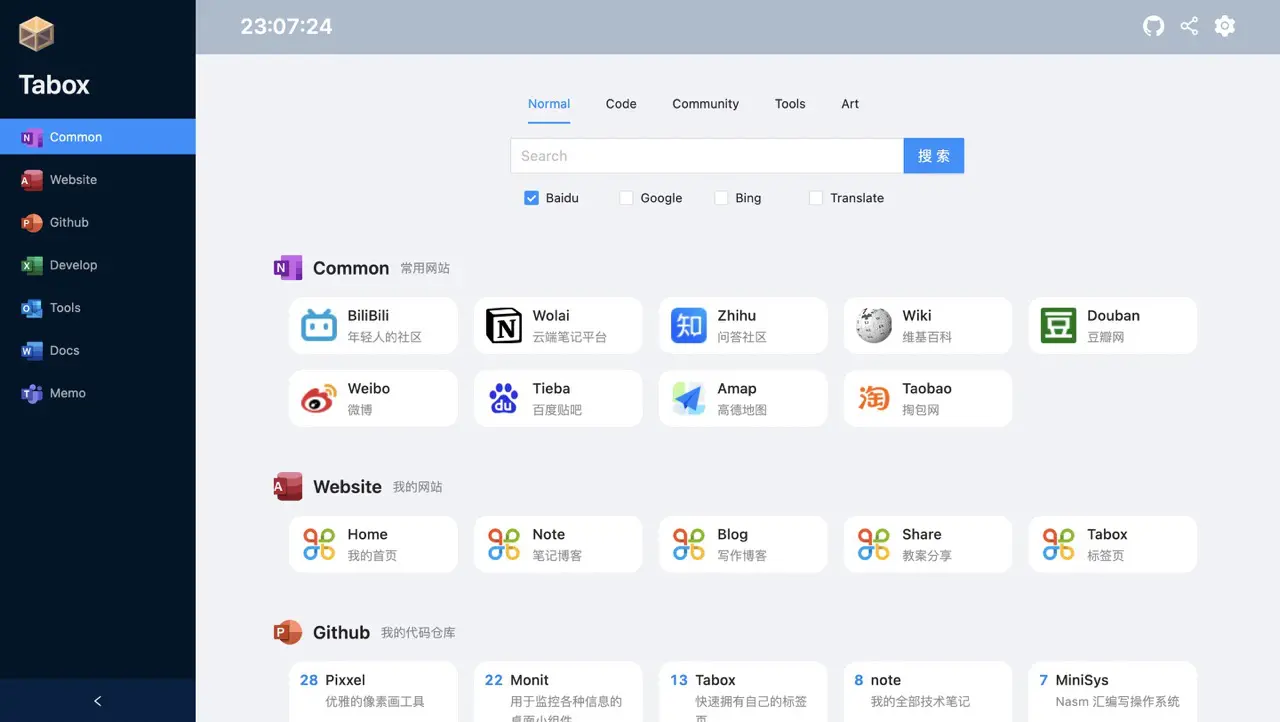 23:07:24
Tabox
Common
Website
Github
Develop
Tools
Docs
Memo
Normal
Code
Community
Tools
Art
Search
搜 索
Baidu
Google
Bing
Translate
Common 常用网站
BiliBili
年轻人的社区
Wolai
云端笔记平台
Zhihu
问答社区
Wiki
维基百科
豆
Douban
豆瓣网
Weibo
微博
du
Tieba
百度贴吧
Amap
高德地图
淘
Taobao
掏包网
Website 我的网站
Home
我的首页
Note
笔记博客
Blog
写作博客
Share
教案分享
Tabox
标签页
Github 我的代码仓库
28 Pixxel
优雅的像素画工具
22 Monit
用于监控各种信息的
桌面小组件
13 Tabox
快速拥有自己的标签
页
8 note
我的全部技术笔记
7 MiniSys
Nasm 汇编写操作系统